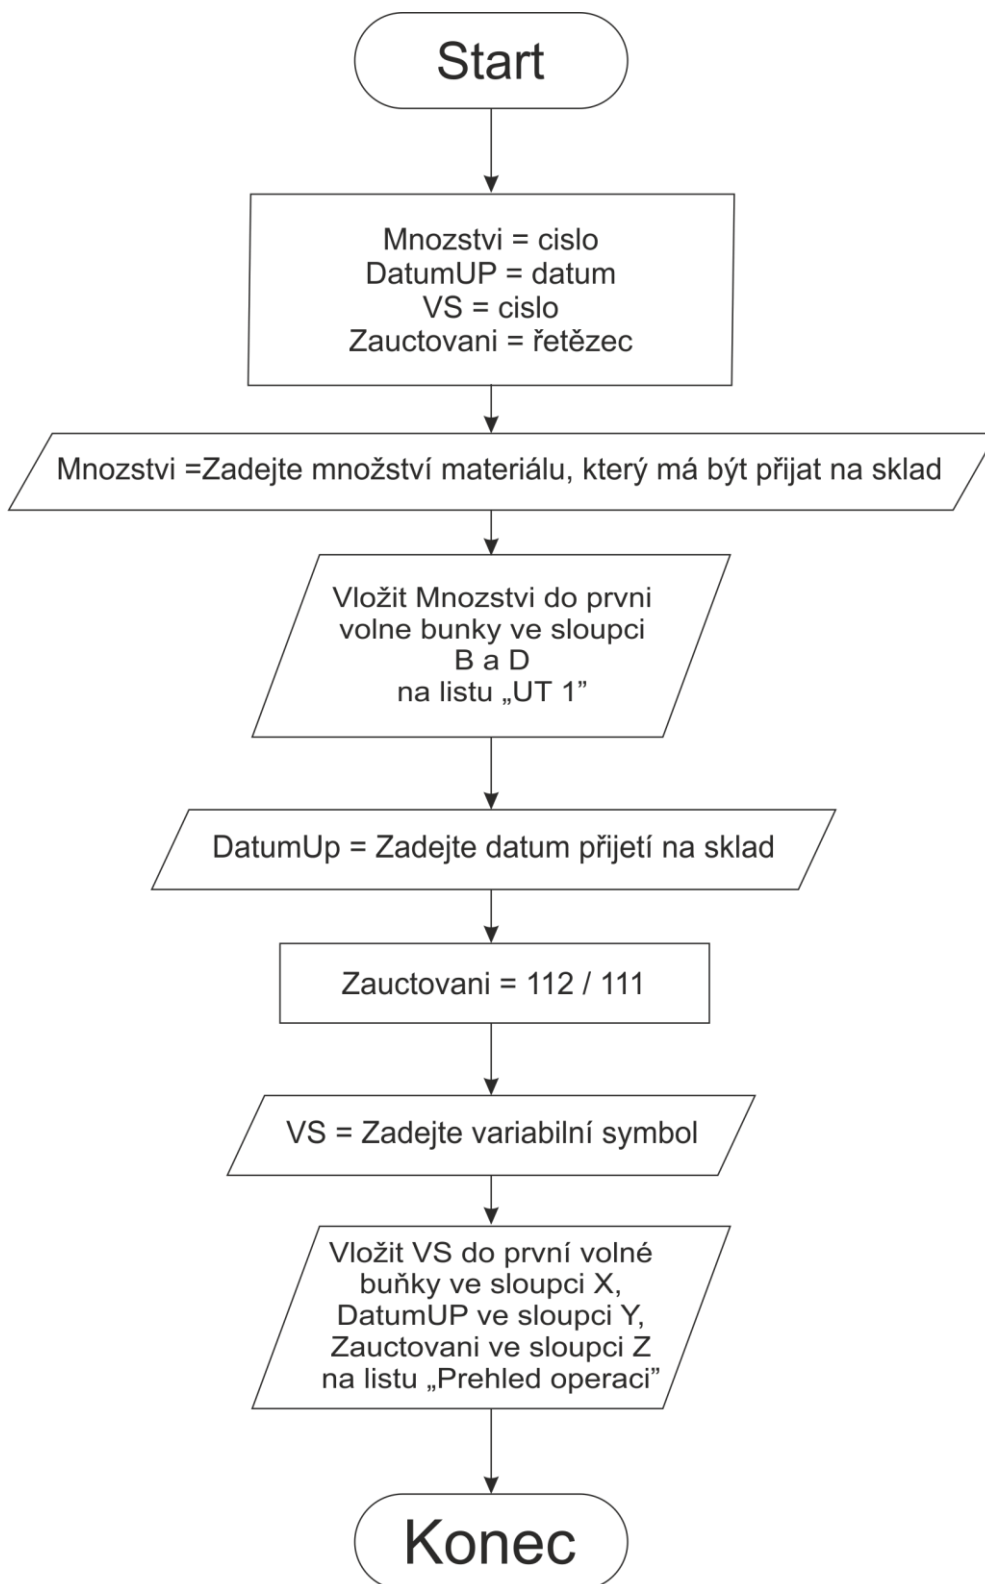 Start
Mnozstvi = cislo
DatumUP = datum
VS = cislo
Zauctovani = řetězec
Mnozstvi =Zadejte množství materiálu, který má být přijat na sklad
Vložit Mnozstvi do prvni
volne bunky ve sloupci
B a D
na listu „UT 1”
DatumUp = Zadejte datum přijetí na sklad
Zauctovani = 112 / 111
VS = Zadejte variabilní symbol
Vložit VS do první volné
buňky ve sloupci X,
DatumUP ve sloupci Y,
Zauctovani ve sloupci Z
na listu „Prehled operaci”
Konec